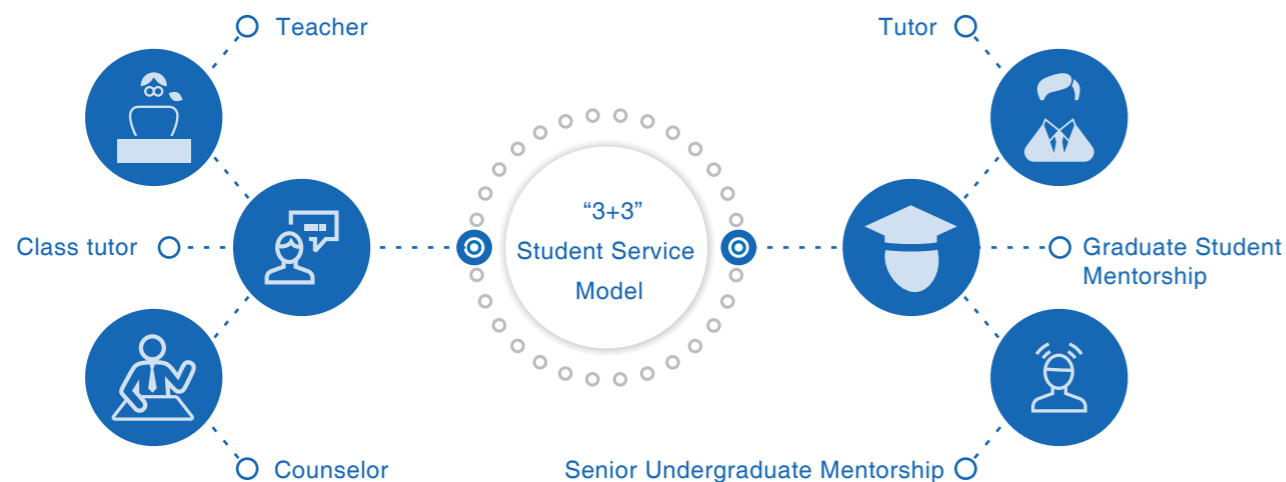 Teacher
Tutor
“3+3”
Student Service
Model
Class tutor
Graduate Student
Mentorship
Counselor
Senior Undergraduate Mentorship